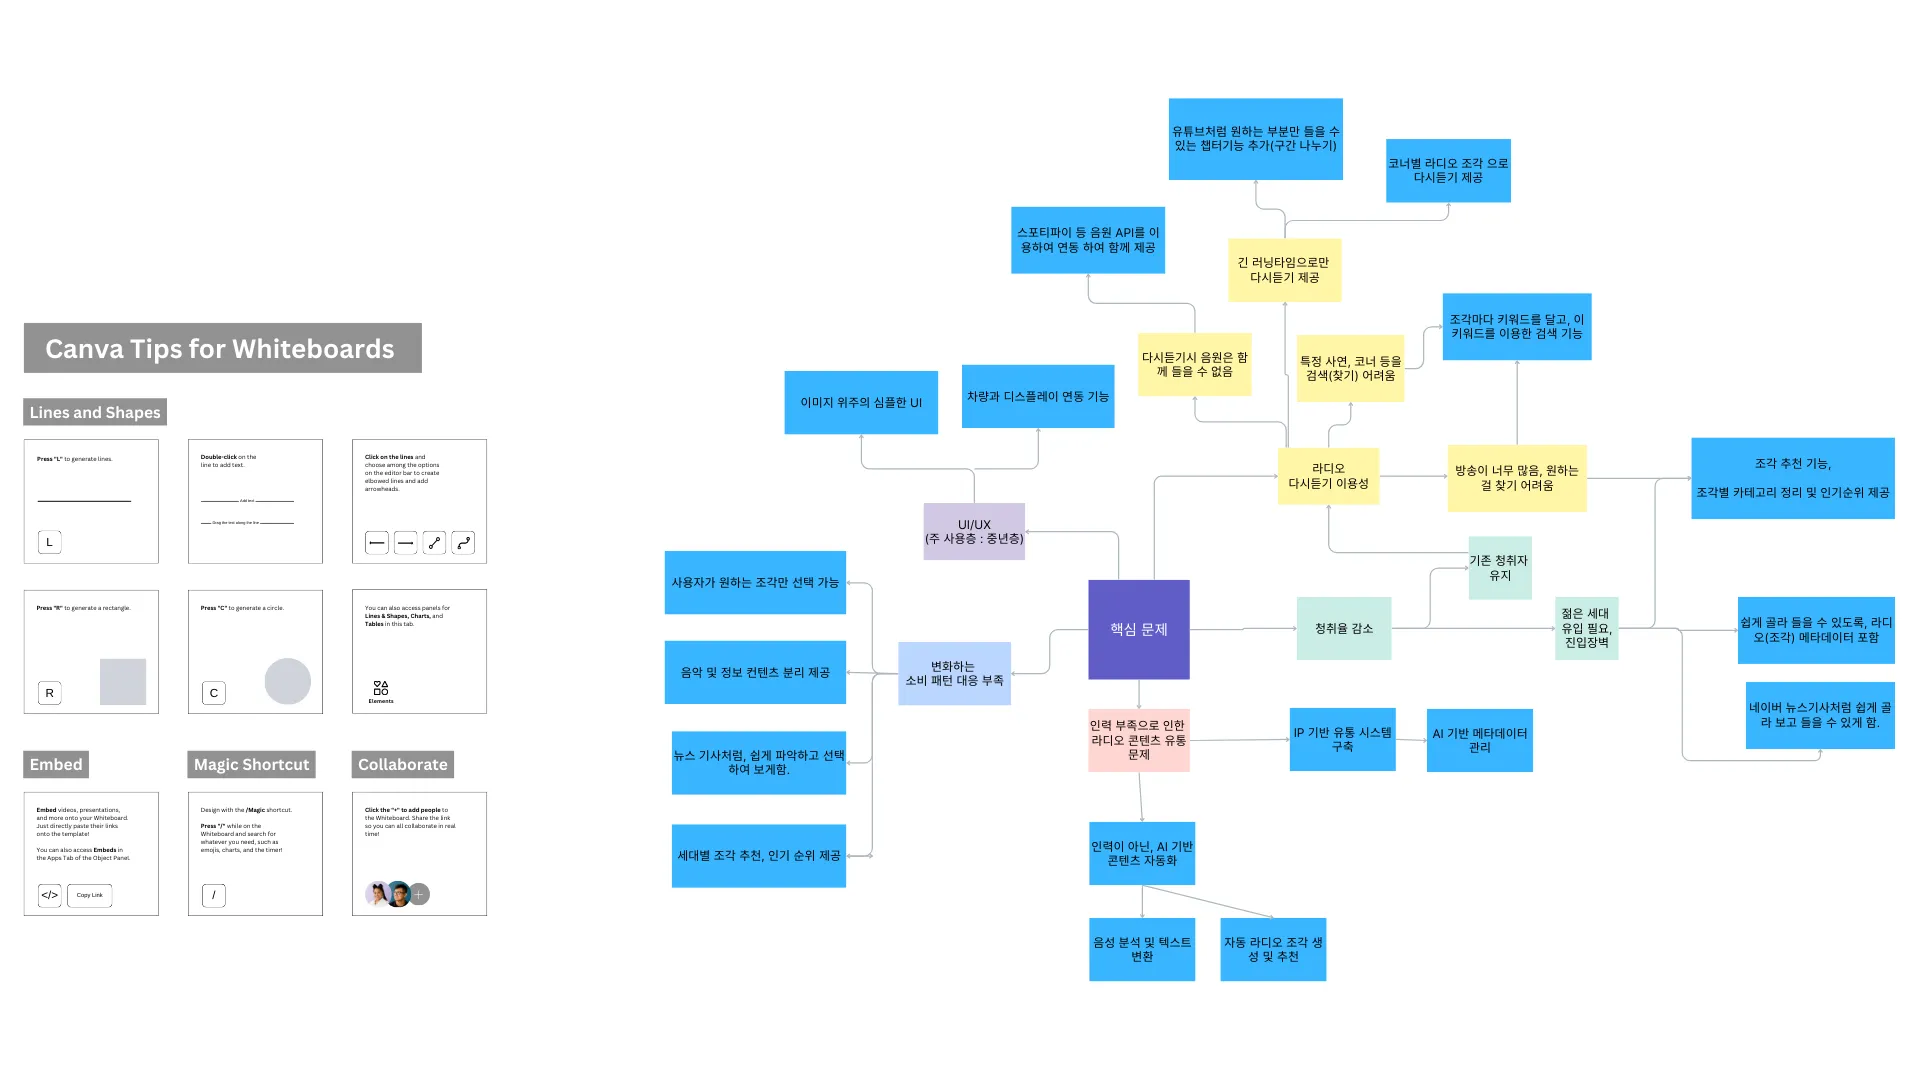 Canva Tips for Whiteboards
Lines and Shapes
Press "L" to generate lines.
L
Double-click on the
line to add text.
Add text
Drag the text along the line
Click on the lines and
choose among the options
on the editor bar to create
elbowed lines and add
arrowheads.
Press "R" to generate a rectangle.
R
Press "C" to generate a circle.
C
You can also access panels for
Lines & Shapes, Charts, and
Tables in this tab.
Elements
Embed
Embed videos, presentations,
and more onto your Whiteboard.
Just directly paste their links
onto the template!
You can also access Embeds in
the Apps Tab of the Object Panel.
</>
Copy Link
Magic Shortcut
Design with the /Magic shortcut.
Press "/" while on the
Whiteboard and search for
whatever you need, such as
emojis, charts, and the timer!
/
Collaborate
Click the "+" to add people to
the Whiteboard. Share the link
so you can all collaborate in real
time!
+
유튜브처럼 원하는 부분만 들을 수
있는 챕터기능 추가(구간 나누기)
코너별 라디오 조각 으로
다시듣기 제공
스포티파이 등 음원 API를 이
용하여 연동 하여 함께 제공
긴 러닝타임으로만
다시듣기 제공
조각마다 키워드를 달고, 이
키워드를 이용한 검색 기능
다시듣기시 음원은 함
께 들을 수 없음
특정 사연, 코너 등을
검색(찾기) 어려움
이미지 위주의 심플한 UI
차량과 디스플레이 연동 기능
라디오
다시듣기 이용성
방송이 너무 많음, 원하는
걸 찾기 어려움
조각 추천 기능,
조각별 카테고리 정리 및 인기순위 제공
UI/UX
(주 사용층 : 중년층)
기존 청취자
유지
사용자가 원하는 조각만 선택 가능
핵심 문제
청취율 감소
젊은 세대
유입 필요,
진입장벽
쉽게 골라 들을 수 있도록, 라디
오(조각) 메타데이터 포함
음악 및 정보 컨텐츠 분리 제공
변화하는
소비 패턴 대응 부족
네이버 뉴스기사처럼 쉽게 골
라 보고 들을 수 있게 함.
인력 부족으로 인한
라디오 콘텐츠 유통
문제
IP 기반 유통 시스템
구축
AI 기반 메타데이터
관리
뉴스 기사처럼, 쉽게 파악하고 선택
하여 보게함.
세대별 조각 추천, 인기 순위 제공
인력이 아닌, AI 기반
콘텐츠 자동화
음성 분석 및 텍스트
변환
자동 라디오 조각 생
성 및 추천